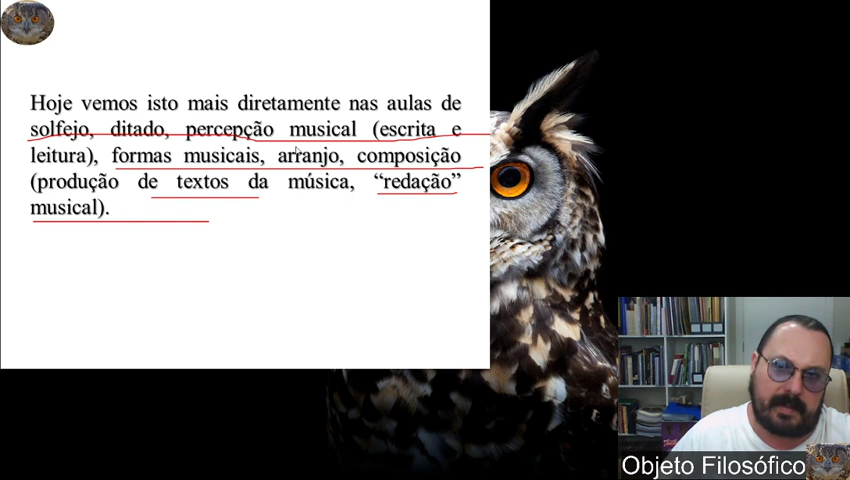 Hoje vemos isto mais diretamente nas aulas de
solfejo, ditado, percepção musical (escrita e
leitura), formas musicais, arranjo, composição
(produção de textos da música, “redação”
musical).
Objeto Filosófico